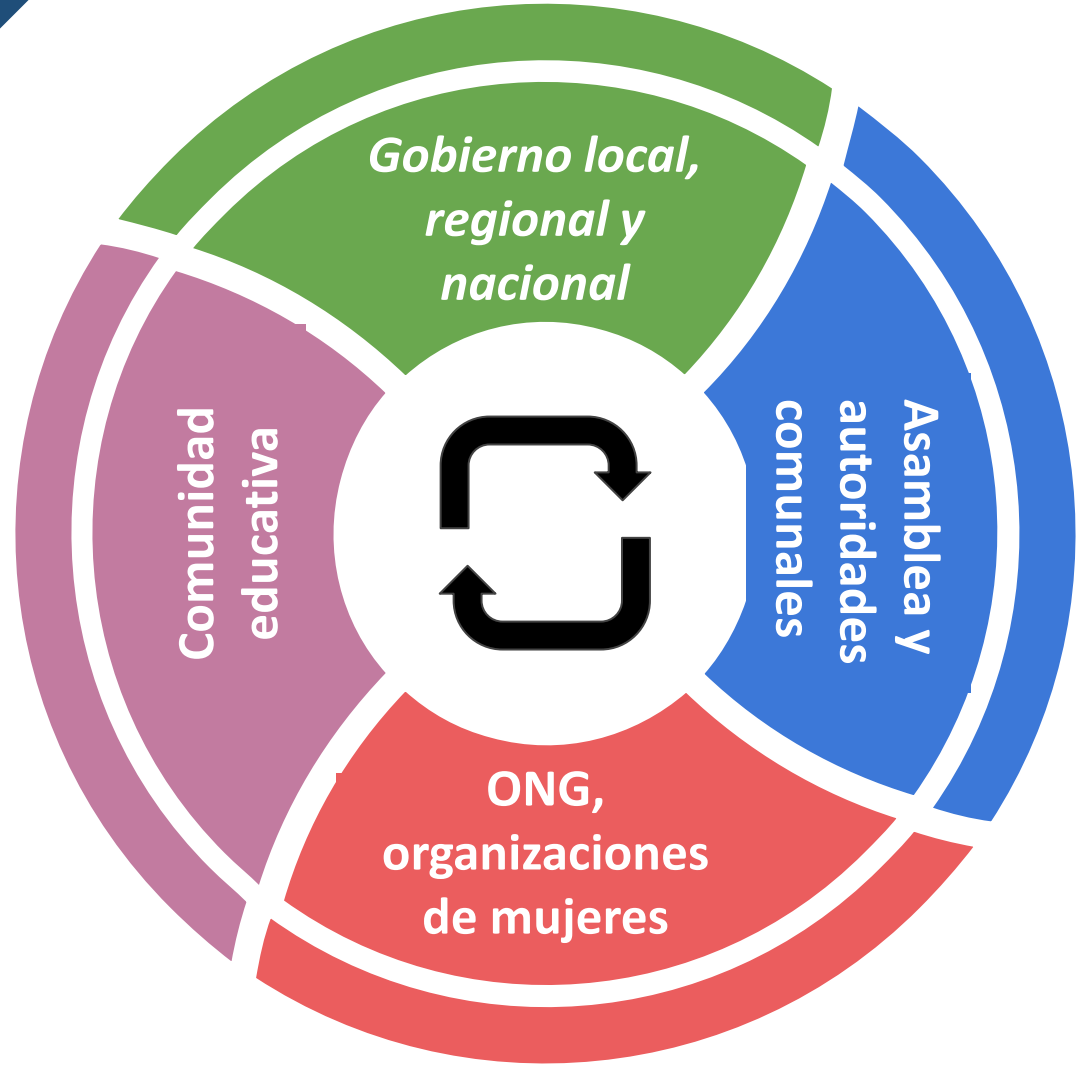 Gobierno local,
regional y
nacional
Asamblea y
autoridades
comunales
ONG,
organizaciones
de mujeres
Comunidad
educativa